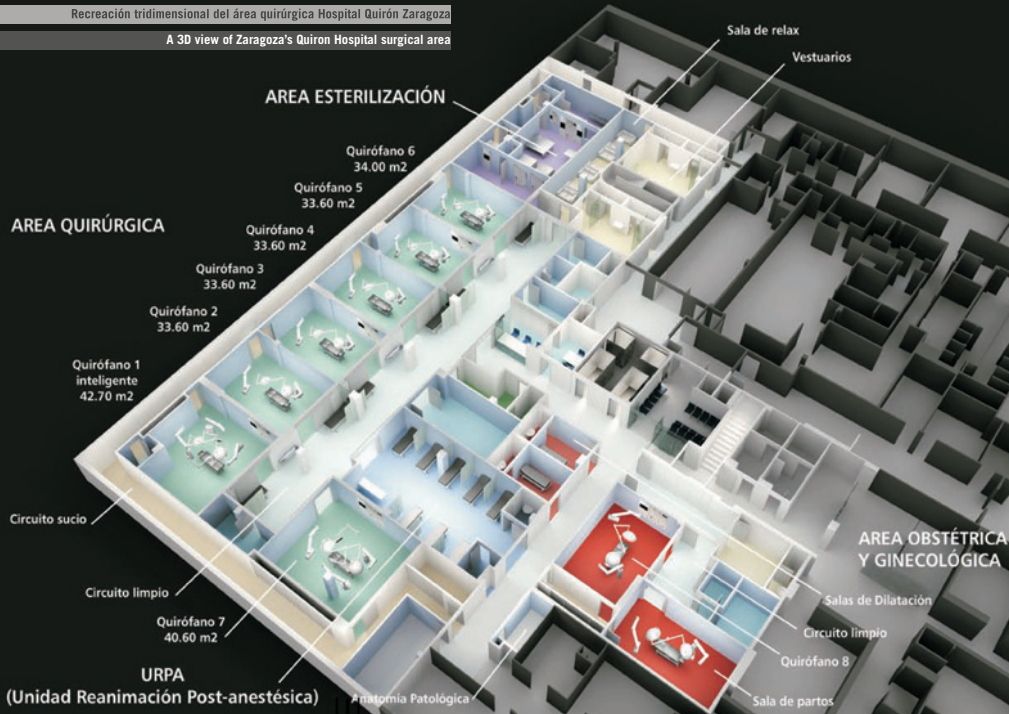 Recreación tridimensional del área quirúrgica Hospital Quirón Zaragoza
A 3D view of Zaragoza's Quiron Hospital surgical area
Sala de relax
Vestuarios
AREA ESTERILIZACIÓN
Quirófano 6
34.00 m2
Quirófano 5
33.60 m2
AREA QUIRÚRGICA
Quirófano 4
33.60 m2
Quirófano 3
33.60 m2
Quirófano 2
33.60 m2
Quirófano 1
inteligente
42.70 m2
Circuito sucio
AREA OBSTÉTRICA
Y GINECOLÓGICA
Circuito limpio
Salas de Dilatación
Quirófano 7
40.60 m2
Circuito limpio
Quirófano 8
URPA
(Unidad Reanimación Post-anestésica)
Anatomía Patológica
Sala de partos